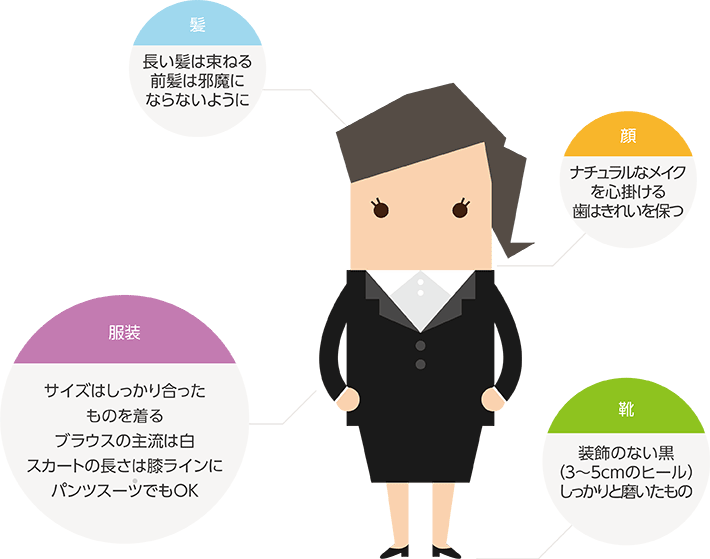 髪
長い髪は束ねる
前髪は邪魔に
ならないように
顔
ナチュラルなメイク
を心掛ける
歯はきれいを保つ
服装
サイズはしっかり合った
ものを着る
ブラウスの主流は白
スカートの長さは膝ラインに
パンツスーツでもOK
靴
装飾のない黒
(3〜5cmのヒール)
しっかりと磨いたもの